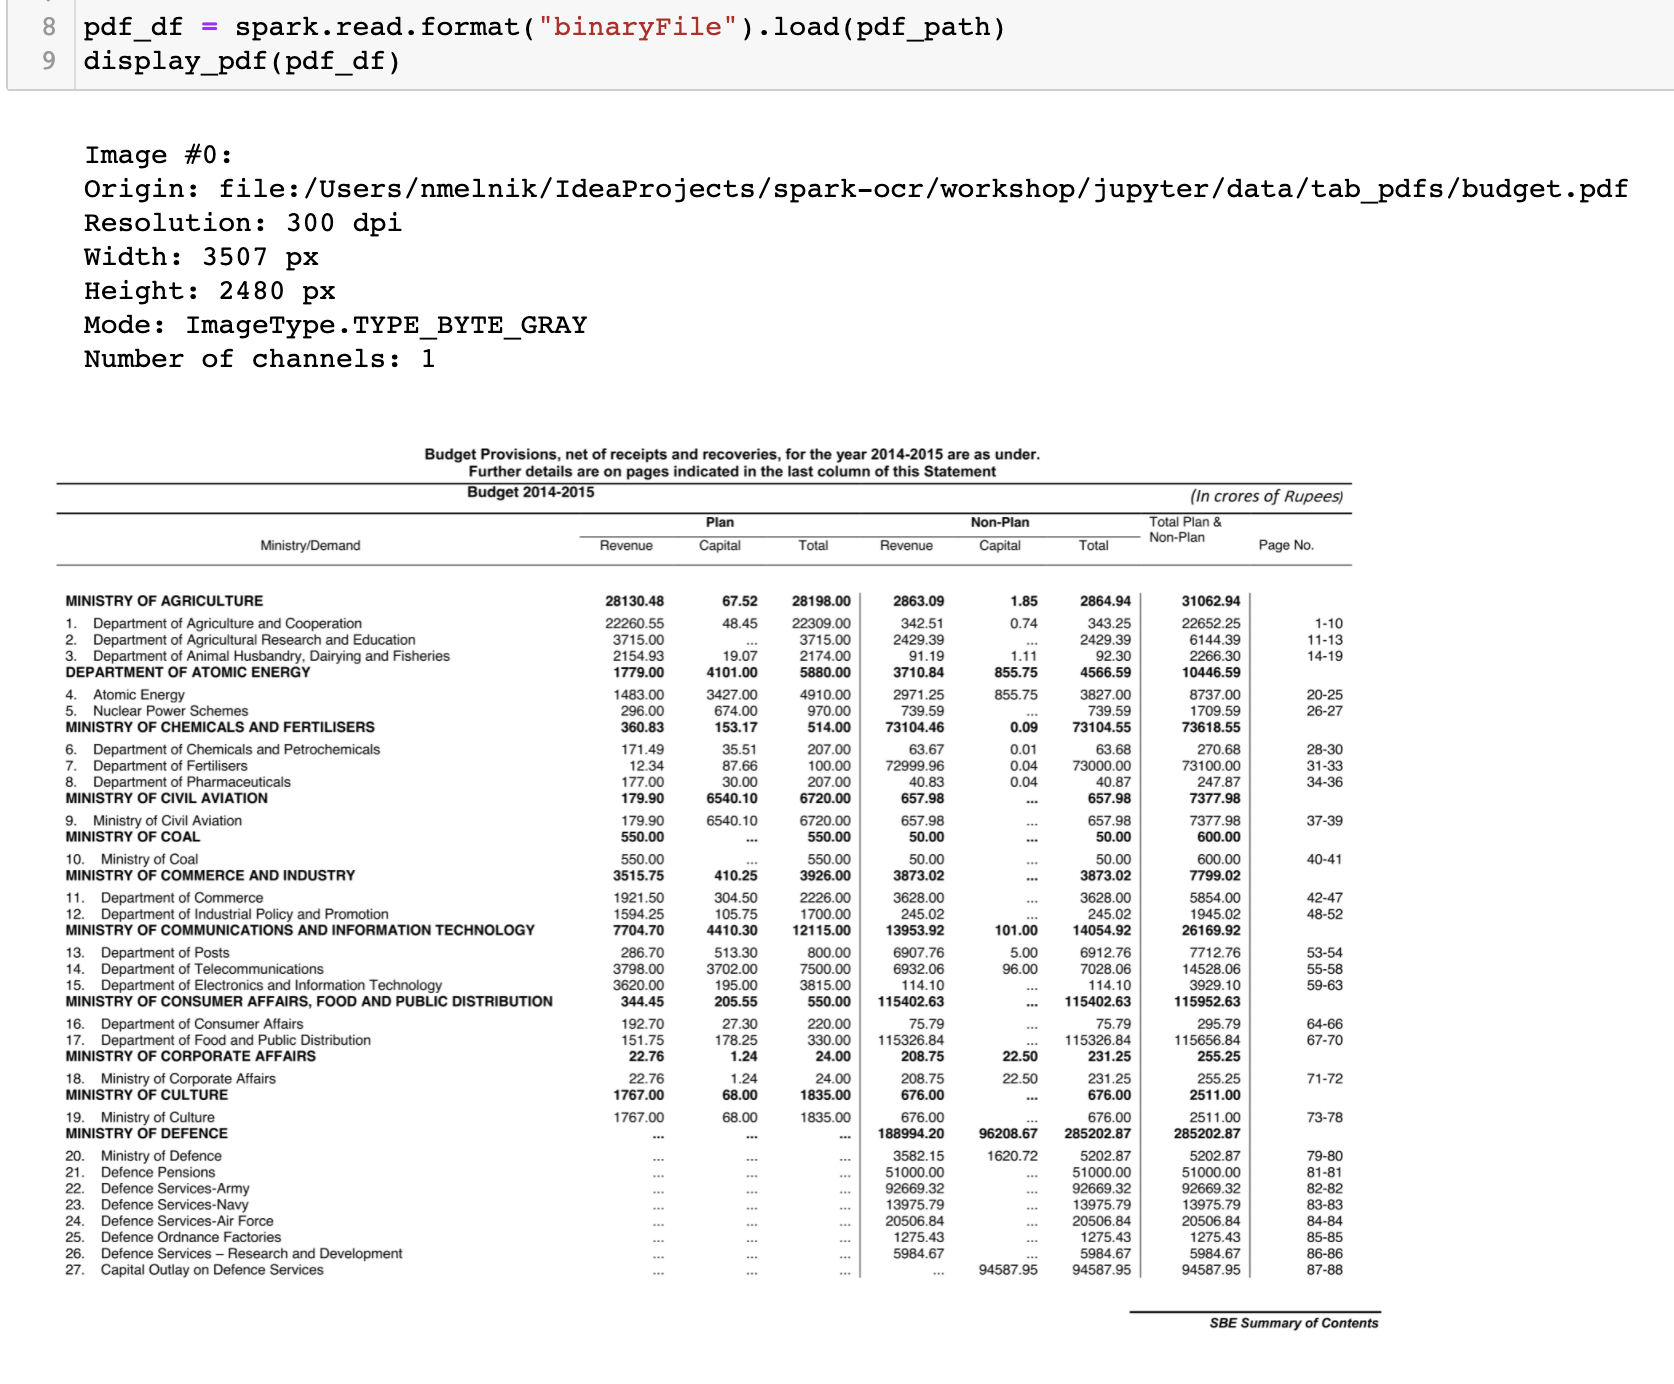 8 pdf_df = spark.read.format("binaryFile").load(pdf_path)
9 display_pdf(pdf_df)
Image #0:
Origin: file:/Users/nmelnik/IdeaProjects/spark-ocr/workshop/jupyter/data/tab_pdfs/budget.pdf
Resolution: 300 dpi
Width: 3507 px
Height: 2480 px
Mode: ImageType.TYPE_BYTE_GRAY
Number of channels: 1
Budget Provisions, net of receipts and recoveries, for the year 2014-2015 are as under.
Further details are on pages indicated in the last column of this Statement
Budget 2014-2015 (In crores of Rupees)
Plan Non-Plan Total Plan &
Non-Plan
Ministry/Demand Revenue Capital Total Revenue Capital Total Page No.
MINISTRY OF AGRICULTURE 28130.48 67.52 28198.00 2863.09 1.85 2864.94 31062.94
1. Department of Agriculture and Cooperation 22260.55 48.45 22309.00 342.51 0.74 343.25 22652.25 1-10
2. Department of Agricultural Research and Education 3715.00 ... 3715.00 2429.39 ... 2429.39 6144.39 11-13
3. Department of Animal Husbandry, Dairying and Fisheries 2154.93 19.07 2174.00 91.19 1.11 92.30 2266.30 14-19
DEPARTMENT OF ATOMIC ENERGY 1779.00 4101.00 5880.00 3710.84 855.75 4566.59 10446.59
4. Atomic Energy 1483.00 3427.00 4910.00 2971.25 855.75 3827.00 8737.00 20-25
5. Nuclear Power Schemes 296.00 674.00 970.00 739.59 ... 739.59 1709.59 26-27
MINISTRY OF CHEMICALS AND FERTILISERS 360.83 153.17 514.00 73104.46 0.09 73104.55 73618.55
6. Department of Chemicals and Petrochemicals 171.49 35.51 207.00 63.67 0.01 63.68 270.68 28-30
7. Department of Fertilisers 12.34 87.66 100.00 72999.96 0.04 73000.00 73100.00 31-33
8. Department of Pharmaceuticals 177.00 30.00 207.00 40.83 0.04 40.87 247.87 34-36
MINISTRY OF CIVIL AVIATION 179.90 6540.10 6720.00 657.98 ... 657.98 7377.98
9. Ministry of Civil Aviation 179.90 6540.10 6720.00 657.98 ... 657.98 7377.98 37-39
MINISTRY OF COAL 550.00 ... 550.00 50.00 ... 50.00 600.00
10. Ministry of Coal 550.00 ... 550.00 50.00 ... 50.00 600.00 40-41
MINISTRY OF COMMERCE AND INDUSTRY 3515.75 410.25 3926.00 3873.02 ... 3873.02 7799.02
11. Department of Commerce 1921.50 304.50 2226.00 3628.00 ... 3628.00 5854.00 42-47
12. Department of Industrial Policy and Promotion 1594.25 105.75 1700.00 245.02 ... 245.02 1945.02 48-52
MINISTRY OF COMMUNICATIONS AND INFORMATION TECHNOLOGY 7704.70 4410.30 12115.00 13953.92 101.00 14054.92 26169.92
13. Department of Posts 286.70 513.30 800.00 6907.76 5.00 6912.76 7712.76 53-54
14. Department of Telecommunications 3798.00 3702.00 7500.00 6932.06 96.00 7028.06 14528.06 55-58
15. Department of Electronics and Information Technology 3620.00 195.00 3815.00 114.10 ... 114.10 3929.10 59-63
MINISTRY OF CONSUMER AFFAIRS, FOOD AND PUBLIC DISTRIBUTION 344.45 205.55 550.00 115402.63 ... 115402.63 115952.63
16. Department of Consumer Affairs 192.70 27.30 220.00 75.79 ... 75.79 295.79 64-66
17. Department of Food and Public Distribution 151.75 178.25 330.00 115326.84 ... 115326.84 115656.84 67-70
MINISTRY OF CORPORATE AFFAIRS 22.76 1.24 24.00 208.75 22.50 231.25 255.25
18. Ministry of Corporate Affairs 22.76 1.24 24.00 208.75 22.50 231.25 255.25 71-72
MINISTRY OF CULTURE 1767.00 68.00 1835.00 676.00 ... 676.00 2511.00
19. Ministry of Culture 1767.00 68.00 1835.00 676.00 ... 676.00 2511.00 73-78
MINISTRY OF DEFENCE ... ... ... 188994.20 96208.67 285202.87 285202.87
20. Ministry of Defence ... ... ... 3582.15 1620.72 5202.87 5202.87 79-80
21. Defence Pensions ... ... ... 51000.00 ... 51000.00 51000.00 81-81
22. Defence Services-Army ... ... ... 92669.32 ... 92669.32 92669.32 82-82
23. Defence Services-Navy ... ... ... 13975.79 ... 13975.79 13975.79 83-83
24. Defence Services-Air Force ... ... ... 20506.84 ... 20506.84 20506.84 84-84
25. Defence Ordnance Factories ... ... ... 1275.43 ... 1275.43 1275.43 85-85
26. Defence Services – Research and Development ... ... ... 5984.67 ... 5984.67 5984.67 86-86
27. Capital Outlay on Defence Services ... ... ... ... 94587.95 94587.95 94587.95 87-88
SBE Summary of Contents